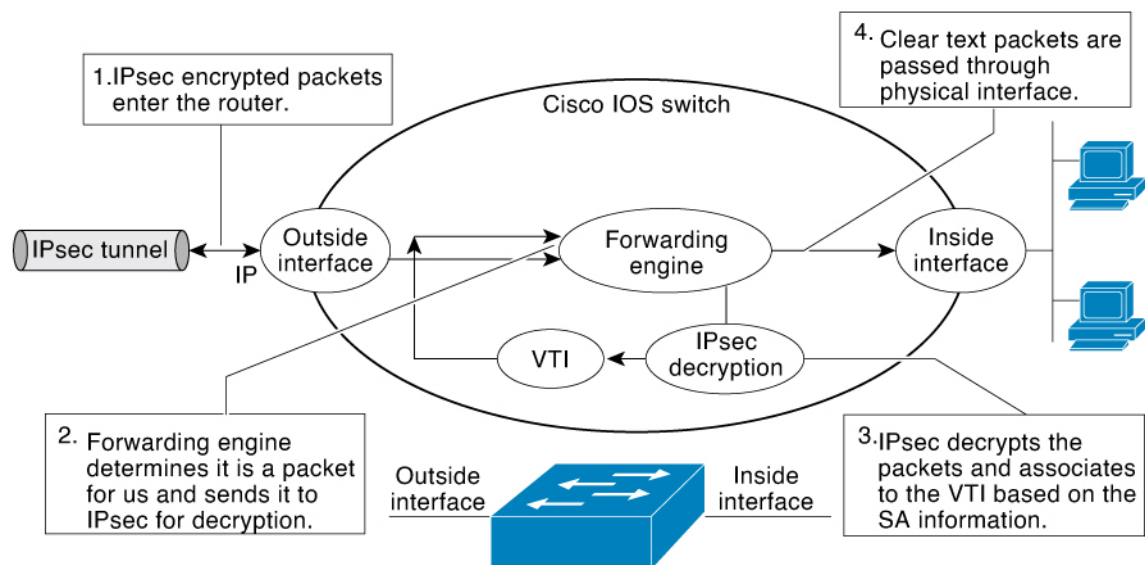 1. IPsec encrypted packets
enter the router.
4. Clear text packets are
passed through
physical interface.
Cisco IOS switch
IPsec tunnel
IP
Outside
interface
Forwarding
engine
Inside
interface
VTI
IPsec
decryption
2. Forwarding engine
determines it is a packet
for us and sends it to
IPsec for decryption.
Outside
interface
Inside
interface
3. IPsec decrypts the
packets and associates
to the VTI based on the
SA information.